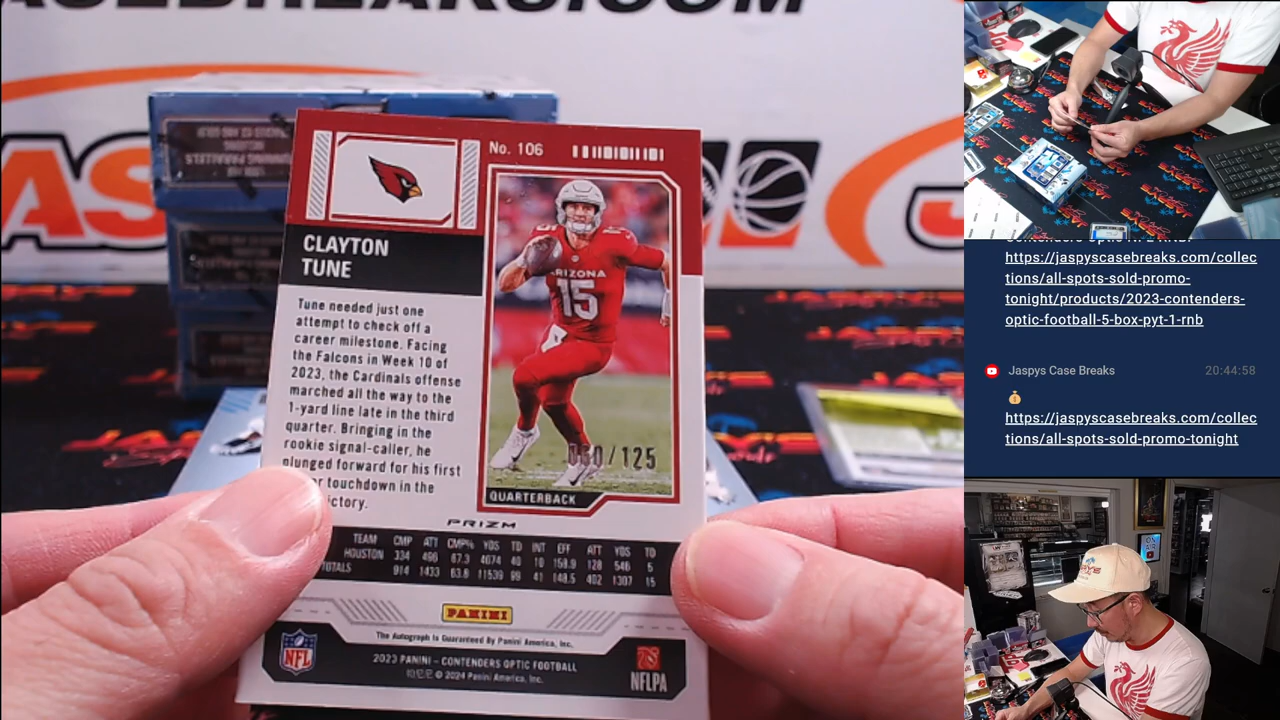 CASEBREAKS.COM
No. 106
CLAYTON
TUNE
ARIZONA
15
Tune needed just one
attempt to check off a
career milestone. Facing
the Falcons in Week 10 of
2023, the Cardinals offense
marched all the way to the
1-yard line late in the third
quarter. Bringing in the
rookie signal-caller, he
plunged forward for his first
touchdown in the
/125
QUARTERBACK
PRIZM
TEAM CMP ATT CMP% YDS TD INT EFF ATT YDS TD
HOUSTON 334 496 67.3 4074 40 10 158.9 128 546 5
TOTALS 914 1433 63.8 11539 99 41 148.5 402 1307 15
PANINI
The Autograph is Guaranteed By Panini America, Inc.
2023 PANINI – CONTENDERS OPTIC FOOTBALL
© 2024 Panini America, Inc.
NFL
NFLPA
https://jaspyscasebreaks.com/collec
tions/all-spots-sold-promo-
tonight/products/2023-contenders-
optic-football-5-box-pyt-1-rnb
Jaspys Case Breaks 20:44:58
https://jaspyscasebreaks.com/collec
tions/all-spots-sold-promo-tonight
ON
AIR